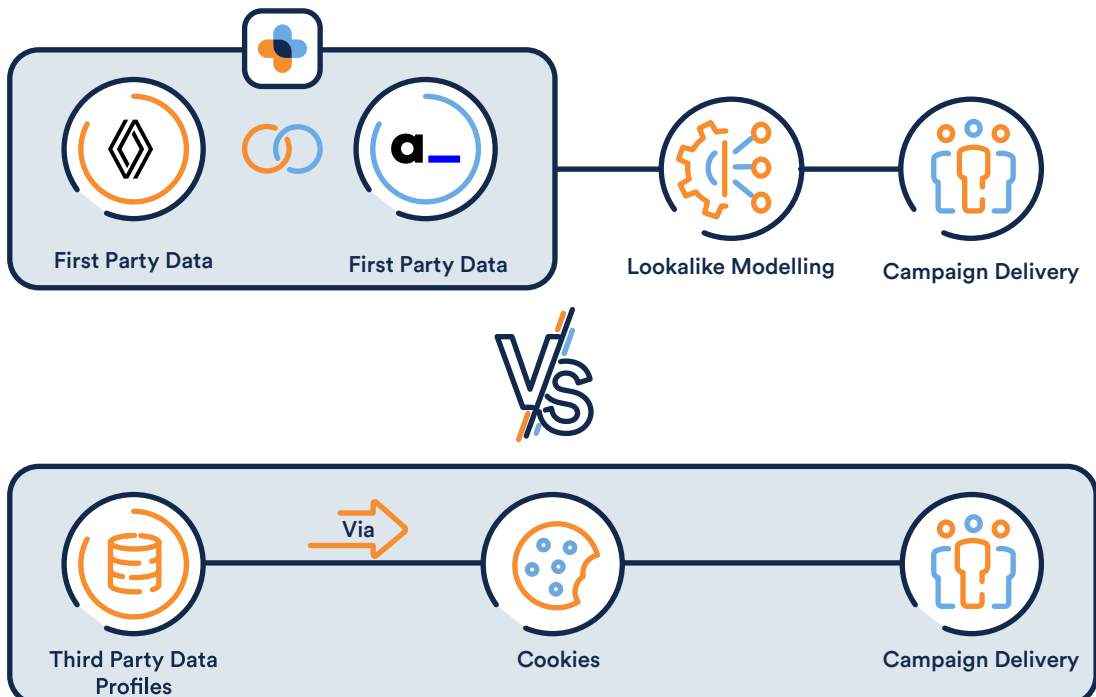 a_
First Party Data
First Party Data
Lookalike Modelling
Campaign Delivery
VS
Via
Third Party Data
Profiles
Cookies
Campaign Delivery